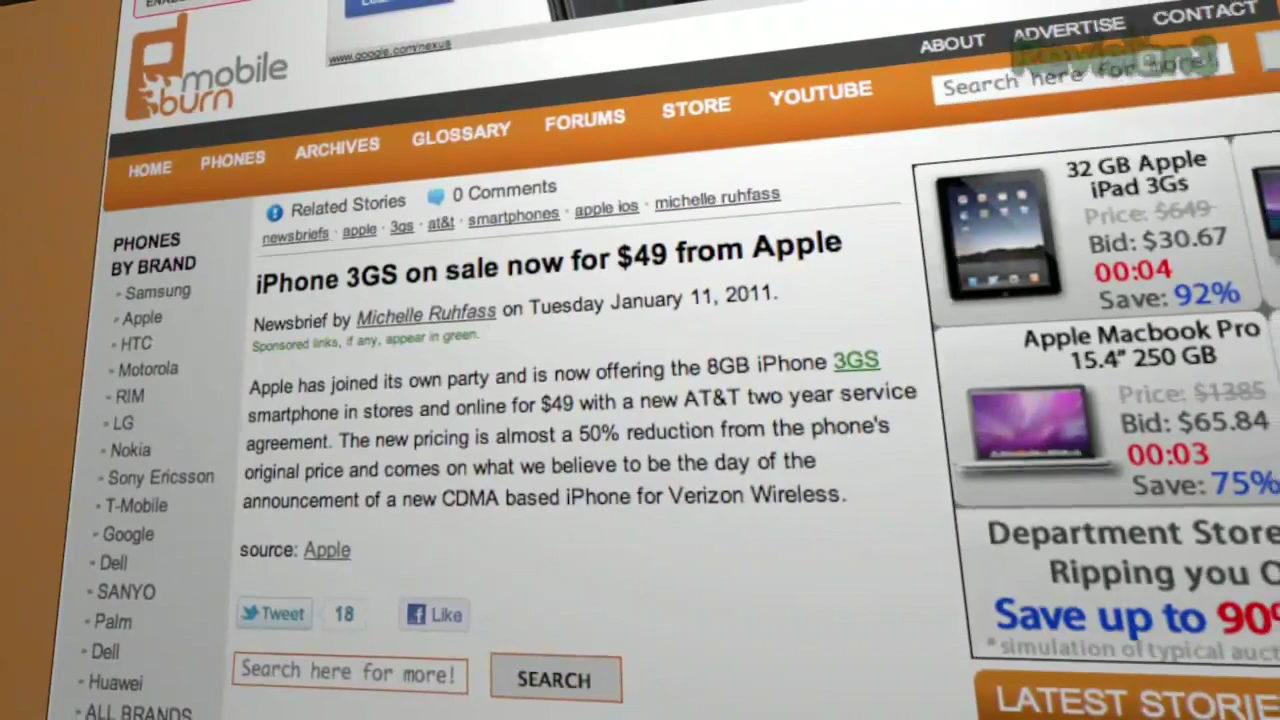 www.google.com/nexus
mobile
burn
ABOUT ADVERTISE CONTACT
Revision3
Search here for more!
HOME PHONES ARCHIVES GLOSSARY FORUMS STORE YOUTUBE
Related Stories 0 Comments
newsbriefs · apple · 3gs · at&t · smartphones · apple ios · michelle ruhfass
iPhone 3GS on sale now for $49 from Apple
Newsbrief by Michelle Ruhfass on Tuesday January 11, 2011.
Sponsored links, if any, appear in green.
Apple has joined its own party and is now offering the 8GB iPhone 3GS
smartphone in stores and online for $49 with a new AT&T two year service
agreement. The new pricing is almost a 50% reduction from the phone's
original price and comes on what we believe to be the day of the
announcement of a new CDMA based iPhone for Verizon Wireless.
source: Apple
Tweet 18 Like
Search here for more! SEARCH
PHONES
BY BRAND
- Samsung
- Apple
- HTC
- Motorola
- RIM
- LG
- Nokia
- Sony Ericsson
- T-Mobile
- Google
- Dell
- SANYO
- Palm
- Dell
- Huawei
- ALL BRANDS
32 GB Apple
iPad 3Gs
Price: $649
Bid: $30.67
00:04
Save: 92%
Apple Macbook Pro
15.4" 250 GB
Price: $1385
Bid: $65.84
00:03
Save: 75%
Department Store
Ripping you
Save up to 90%
*simulation of typical auct
LATEST STORIE